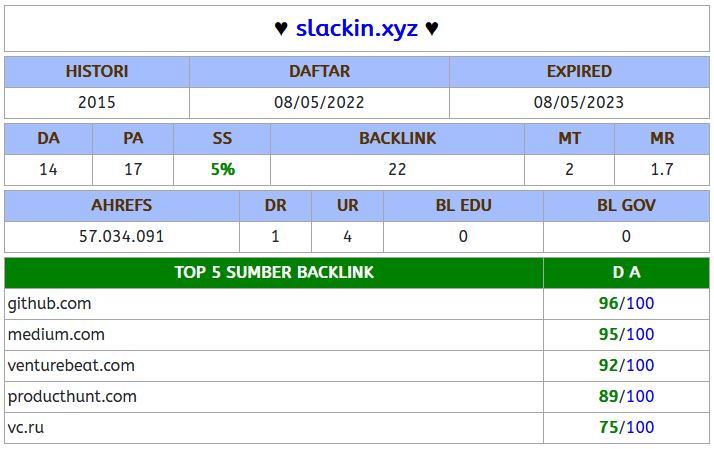 ♥ slackin.xyz ♥
HISTORI DAFTAR EXPIRED
2015 08/05/2022 08/05/2023
DA PA SS BACKLINK MT MR
14 17 5% 22 2 1.7
AHREFS DR UR BL EDU BL GOV
57.034.091 1 4 0 0
TOP 5 SUMBER BACKLINK D A
github.com 96/100
medium.com 95/100
venturebeat.com 92/100
producthunt.com 89/100
vc.ru 75/100